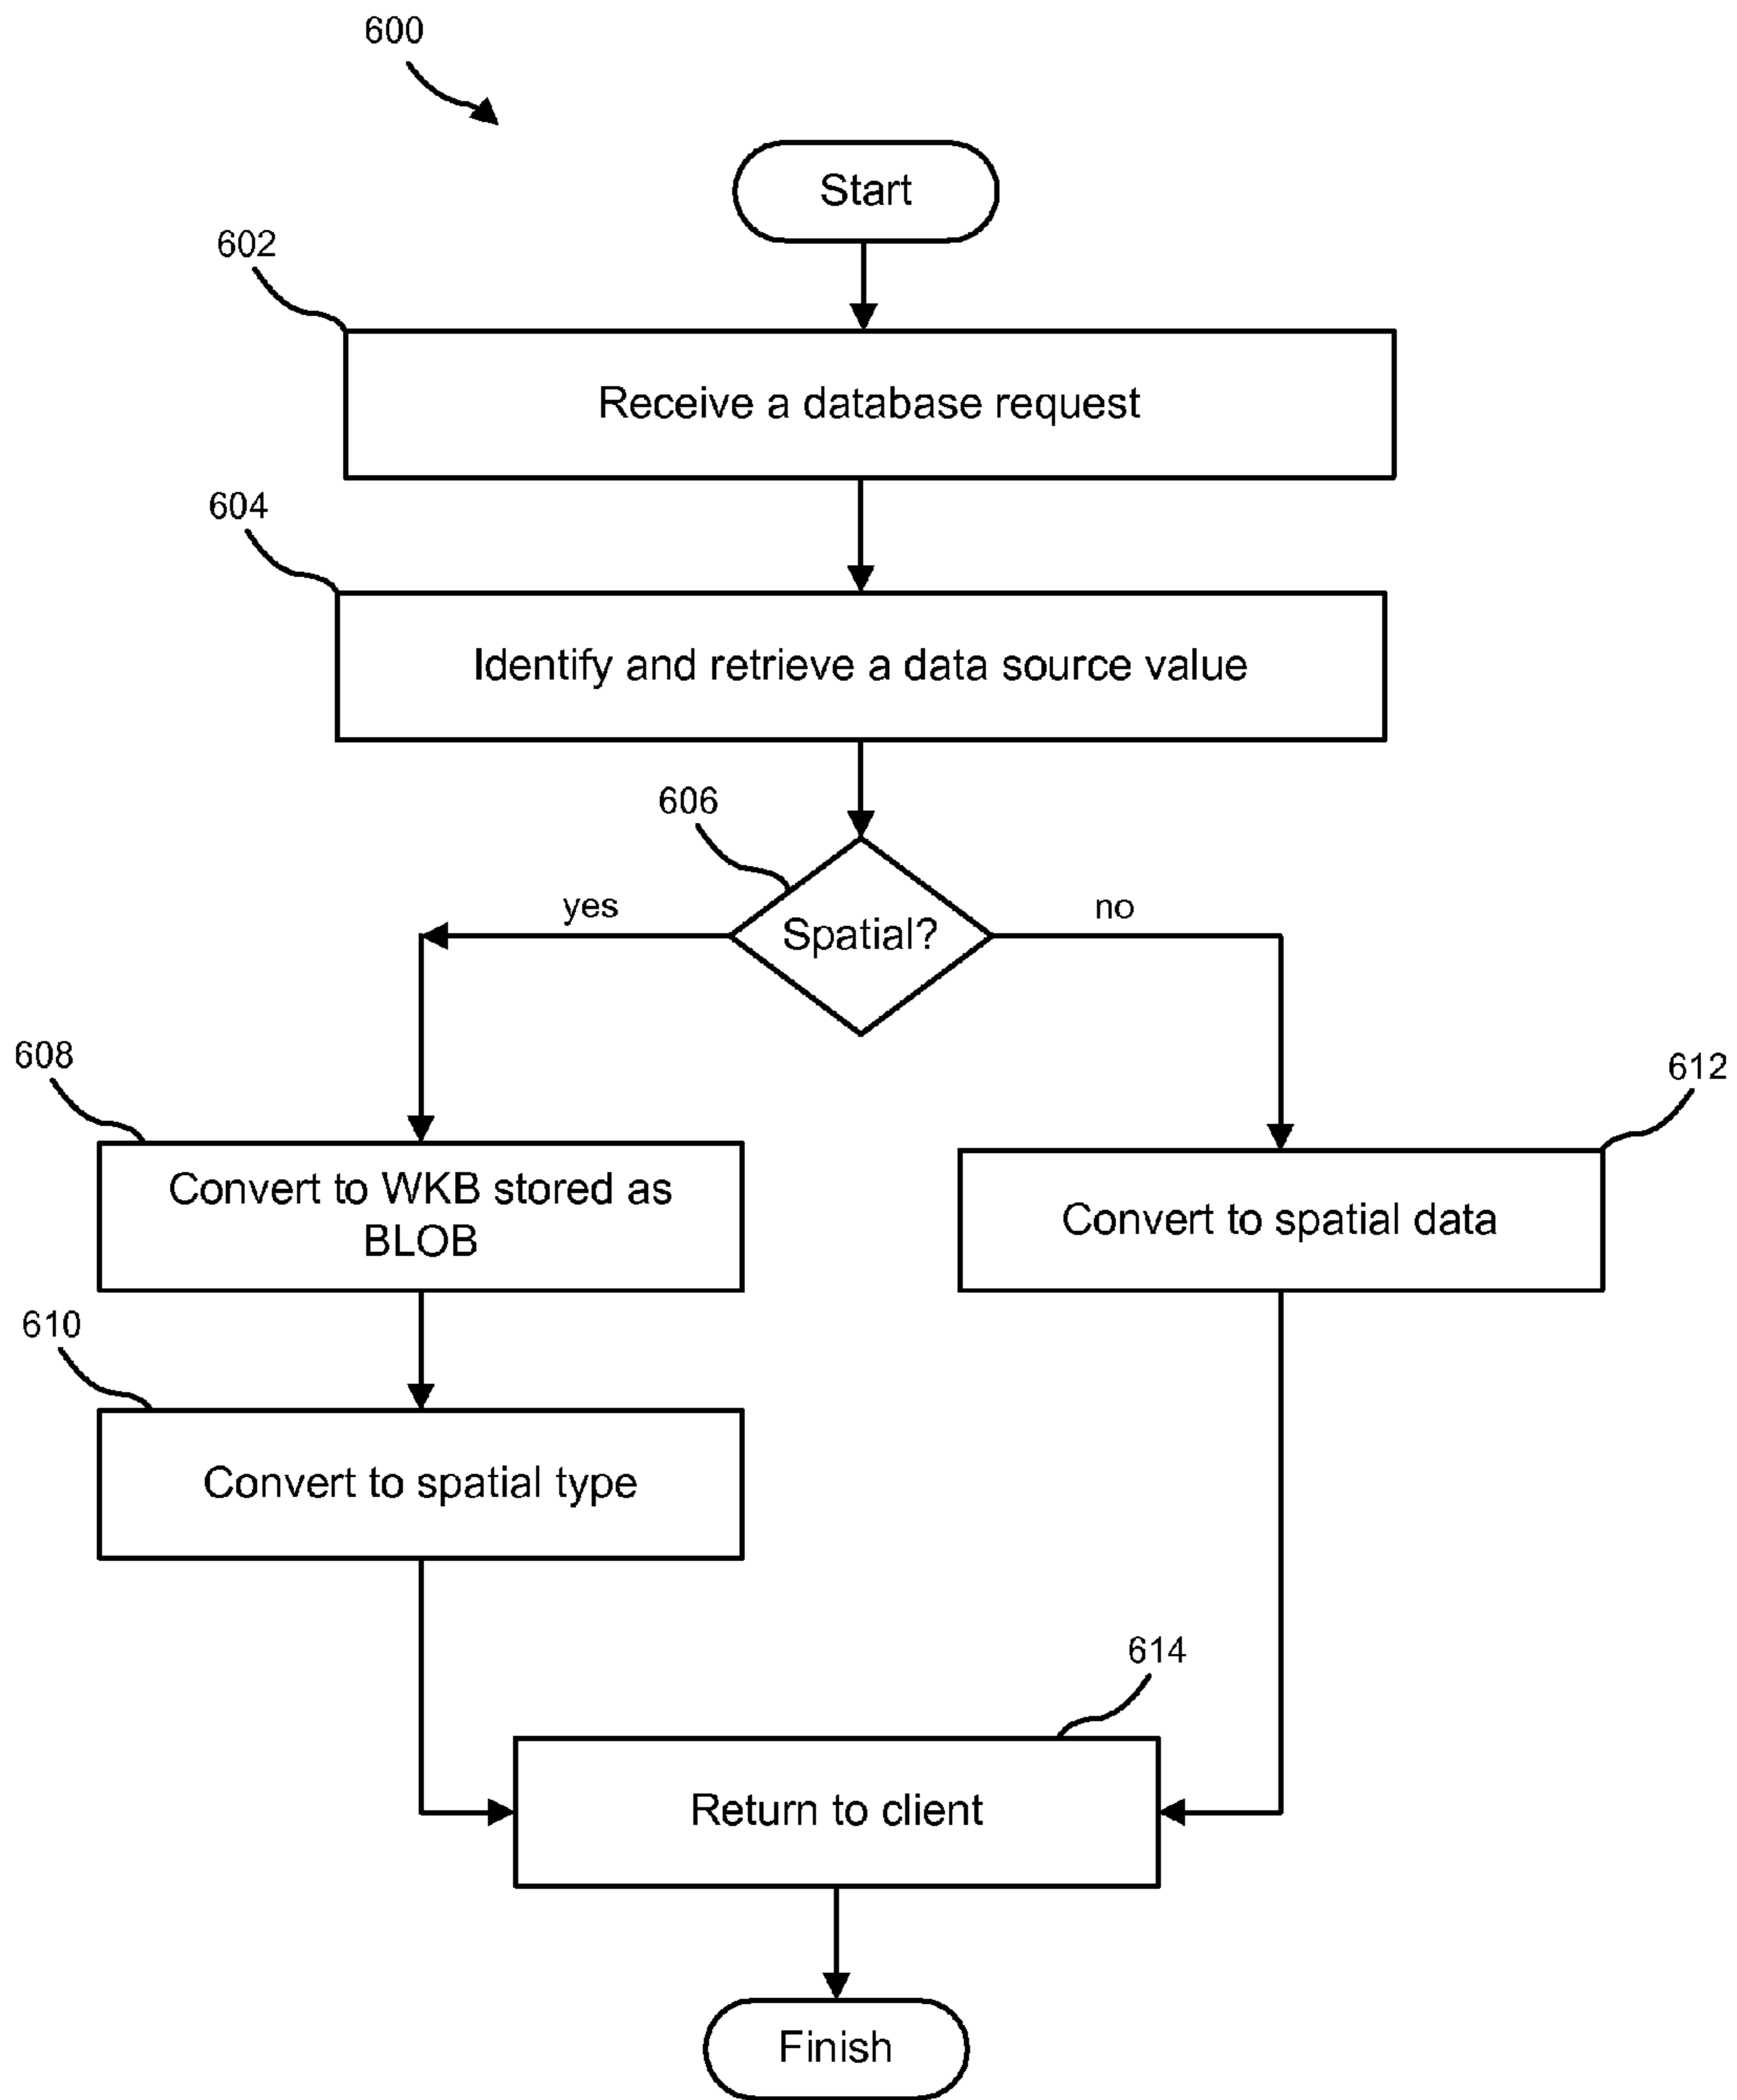 600
Start
602
Receive a database request
604
Identify and retrieve a data source value
606
Spatial?
yes
no
608
Convert to WKB stored as
BLOB
612
Convert to spatial data
610
Convert to spatial type
614
Return to client
Finish